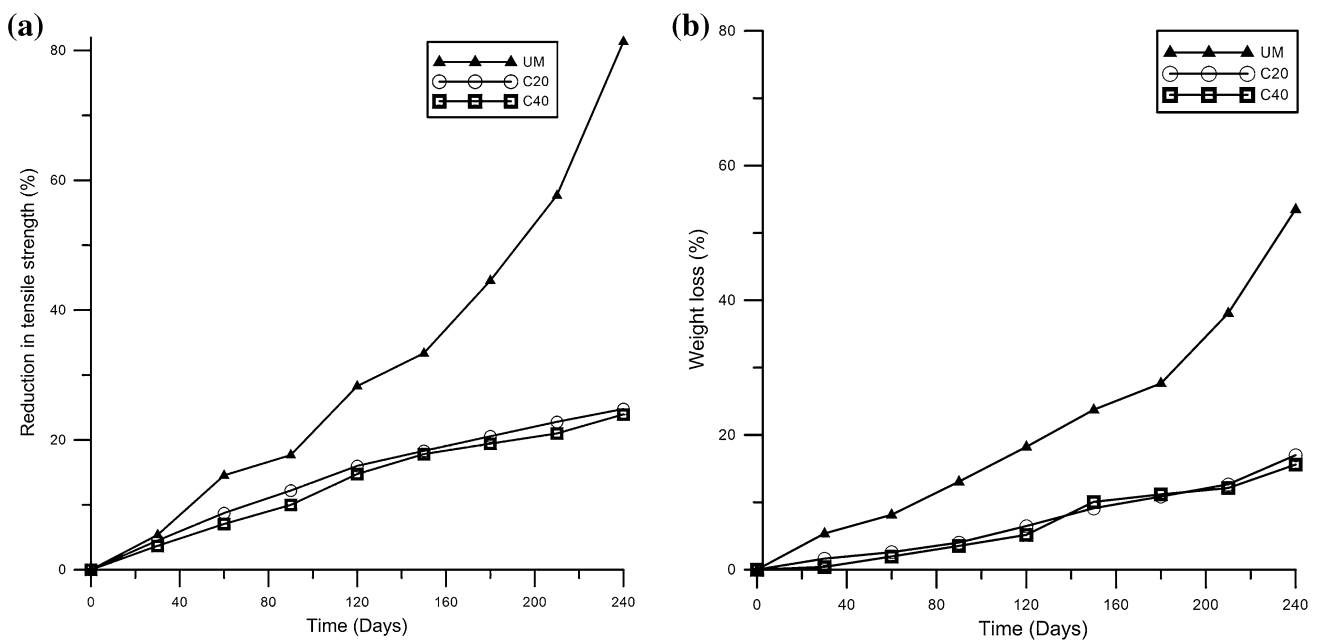 (a)
80
60
40
20
0
Reduction in tensile strength (%)
UM
C20
C40
0 40 80 120 160 200 240
Time (Days)
(b)
80
60
40
20
0
Weight loss (%)
UM
C20
C40
0 40 80 120 160 200 240
Time (Days)